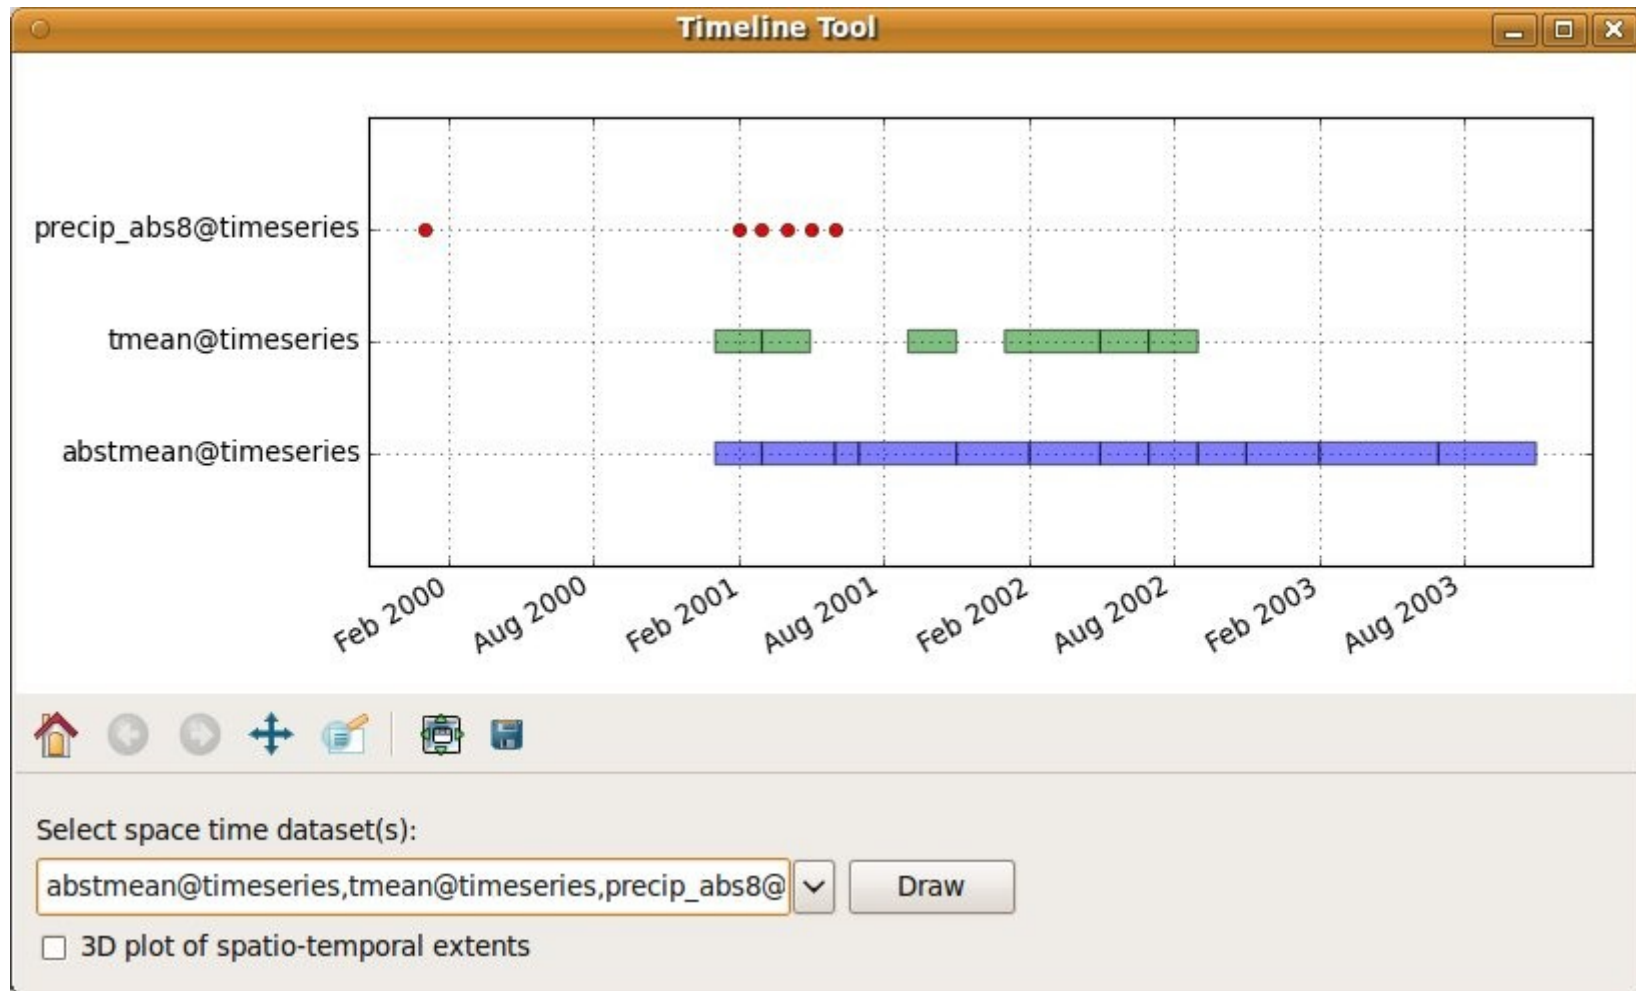 Timeline Tool
precip_abs8@timeseries
tmean@timeseries
abstmean@timeseries
Feb 2000
Aug 2000
Feb 2001
Aug 2001
Feb 2002
Aug 2002
Feb 2003
Aug 2003
Select space time dataset(s):
abstmean@timeseries,tmean@timeseries,precip_abs8@
Draw
3D plot of spatio-temporal extents